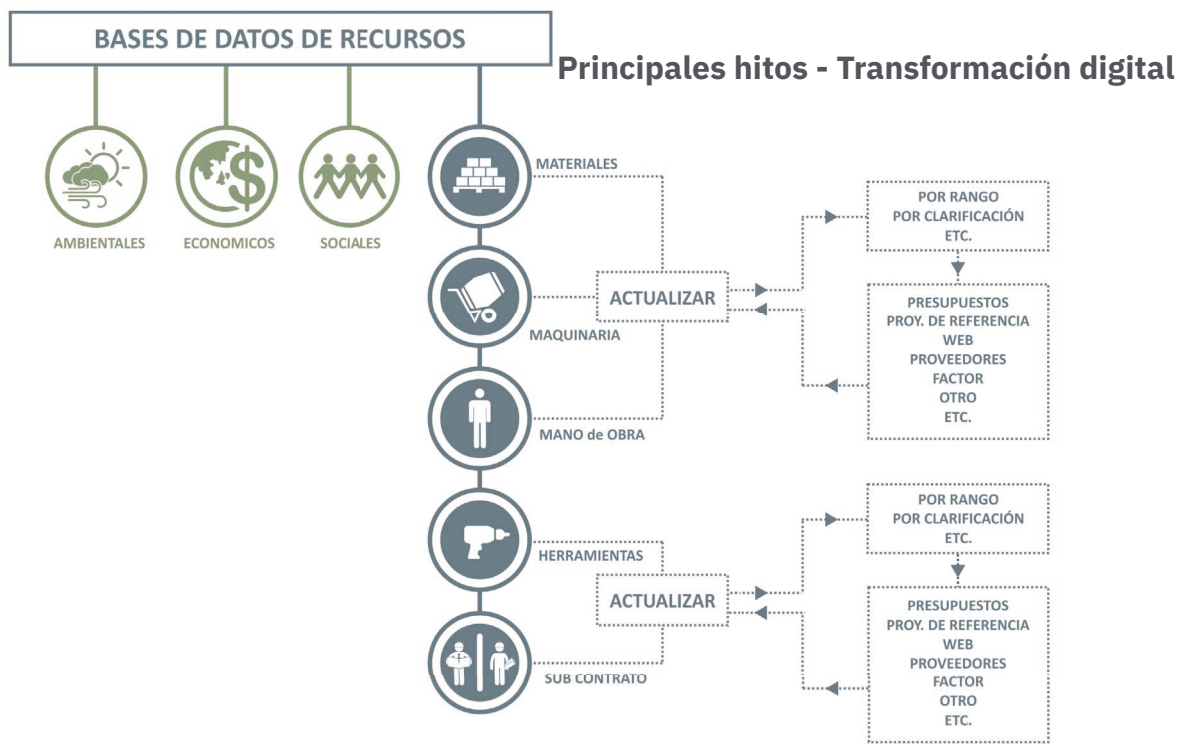 BASES DE DATOS DE RECURSOS
Principales hitos - Transformación digital
AMBIENTALES
ECONOMICOS
SOCIALES
MATERIALES
MAQUINARIA
MANO de OBRA
ACTUALIZAR
POR RANGO
POR CLARIFICACIÓN
ETC.
PRESUPUESTOS
PROY. DE REFERENCIA
WEB
PROVEEDORES
FACTOR
OTRO
ETC.
HERRAMIENTAS
SUB CONTRATO
ACTUALIZAR
POR RANGO
POR CLARIFICACIÓN
ETC.
PRESUPUESTOS
PROY. DE REFERENCIA
WEB
PROVEEDORES
FACTOR
OTRO
ETC.